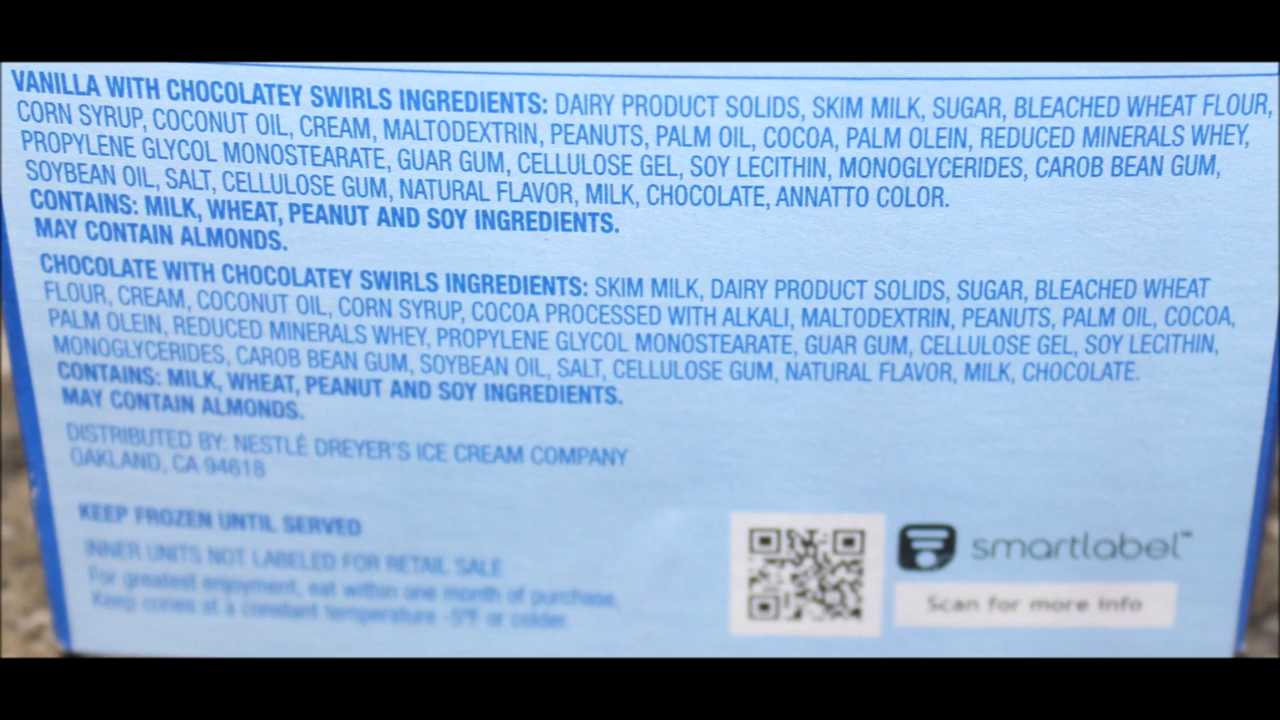 VANILLA WITH CHOCOLATEY SWIRLS INGREDIENTS: DAIRY PRODUCT SOLIDS, SKIM MILK, SUGAR, BLEACHED WHEAT FLOUR,
CORN SYRUP, COCONUT OIL, CREAM, MALTODEXTRIN, PEANUTS, PALM OIL, COCOA, PALM OLEIN, REDUCED MINERALS WHEY,
PROPYLENE GLYCOL MONOSTEARATE, GUAR GUM, CELLULOSE GEL, SOY LECITHIN, MONOGLYCERIDES, CAROB BEAN GUM,
SOYBEAN OIL, SALT, CELLULOSE GUM, NATURAL FLAVOR, MILK, CHOCOLATE, ANNATTO COLOR.
CONTAINS: MILK, WHEAT, PEANUT AND SOY INGREDIENTS.
MAY CONTAIN ALMONDS.
CHOCOLATE WITH CHOCOLATEY SWIRLS INGREDIENTS: SKIM MILK, DAIRY PRODUCT SOLIDS, SUGAR, BLEACHED WHEAT
FLOUR, CREAM, COCONUT OIL, CORN SYRUP, COCOA PROCESSED WITH ALKALI, MALTODEXTRIN, PEANUTS, PALM OIL, COCOA,
PALM OLEIN, REDUCED MINERALS WHEY, PROPYLENE GLYCOL MONOSTEARATE, GUAR GUM, CELLULOSE GEL, SOY LECITHIN,
MONOGLYCERIDES, CAROB BEAN GUM, SOYBEAN OIL, SALT, CELLULOSE GUM, NATURAL FLAVOR, MILK, CHOCOLATE.
CONTAINS: MILK, WHEAT, PEANUT AND SOY INGREDIENTS.
MAY CONTAIN ALMONDS.
DISTRIBUTED BY: NESTLÉ DREYER'S ICE CREAM COMPANY
OAKLAND, CA 94618
KEEP FROZEN UNTIL SERVED
INNER UNITS NOT LABELED FOR RETAIL SALE
For greatest enjoyment, eat within one month of purchase.
Keep cones at a constant temperature -5°F or colder.
smartlabel™
Scan for more info